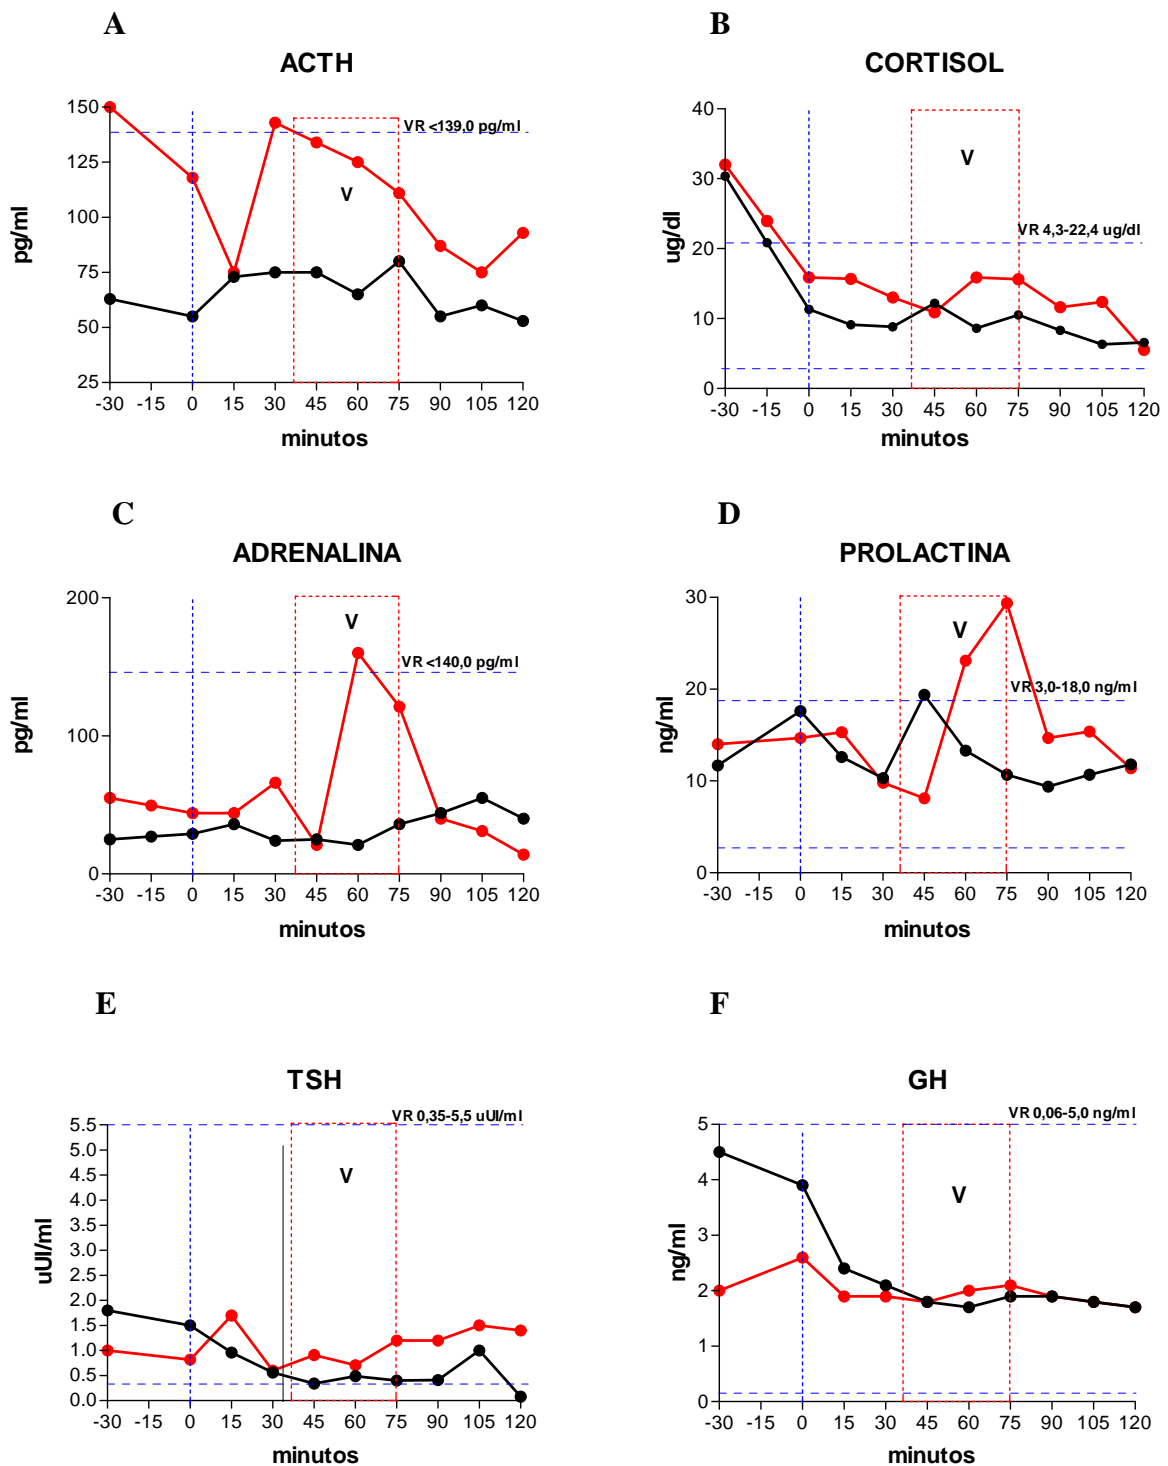 A
ACTH
150
125
100
75
50
25
pg/ml
VR <139,0 pg/ml
V
-30 -15 0 15 30 45 60 75 90 105 120
minutos
B
CORTISOL
40
30
20
10
0
ug/dl
V
VR 4,3-22,4 ug/dl
-30 -15 0 15 30 45 60 75 90 105 120
minutos
C
ADRENALINA
200
100
0
pg/ml
V
VR <140,0 pg/ml
-30 -15 0 15 30 45 60 75 90 105 120
minutos
D
PROLACTINA
30
20
10
0
ng/ml
V
VR 3,0-18,0 ng/ml
-30 -15 0 15 30 45 60 75 90 105 120
minutos
E
TSH
VR 0,35-5,5 uUI/ml
5.5
5.0
4.5
4.0
3.5
3.0
2.5
2.0
1.5
1.0
0.5
0.0
uUI/ml
V
-30 -15 0 15 30 45 60 75 90 105 120
minutos
F
GH
VR 0,06-5,0 ng/ml
5
4
3
2
1
0
ng/ml
V
-30 -15 0 15 30 45 60 75 90 105 120
minutos